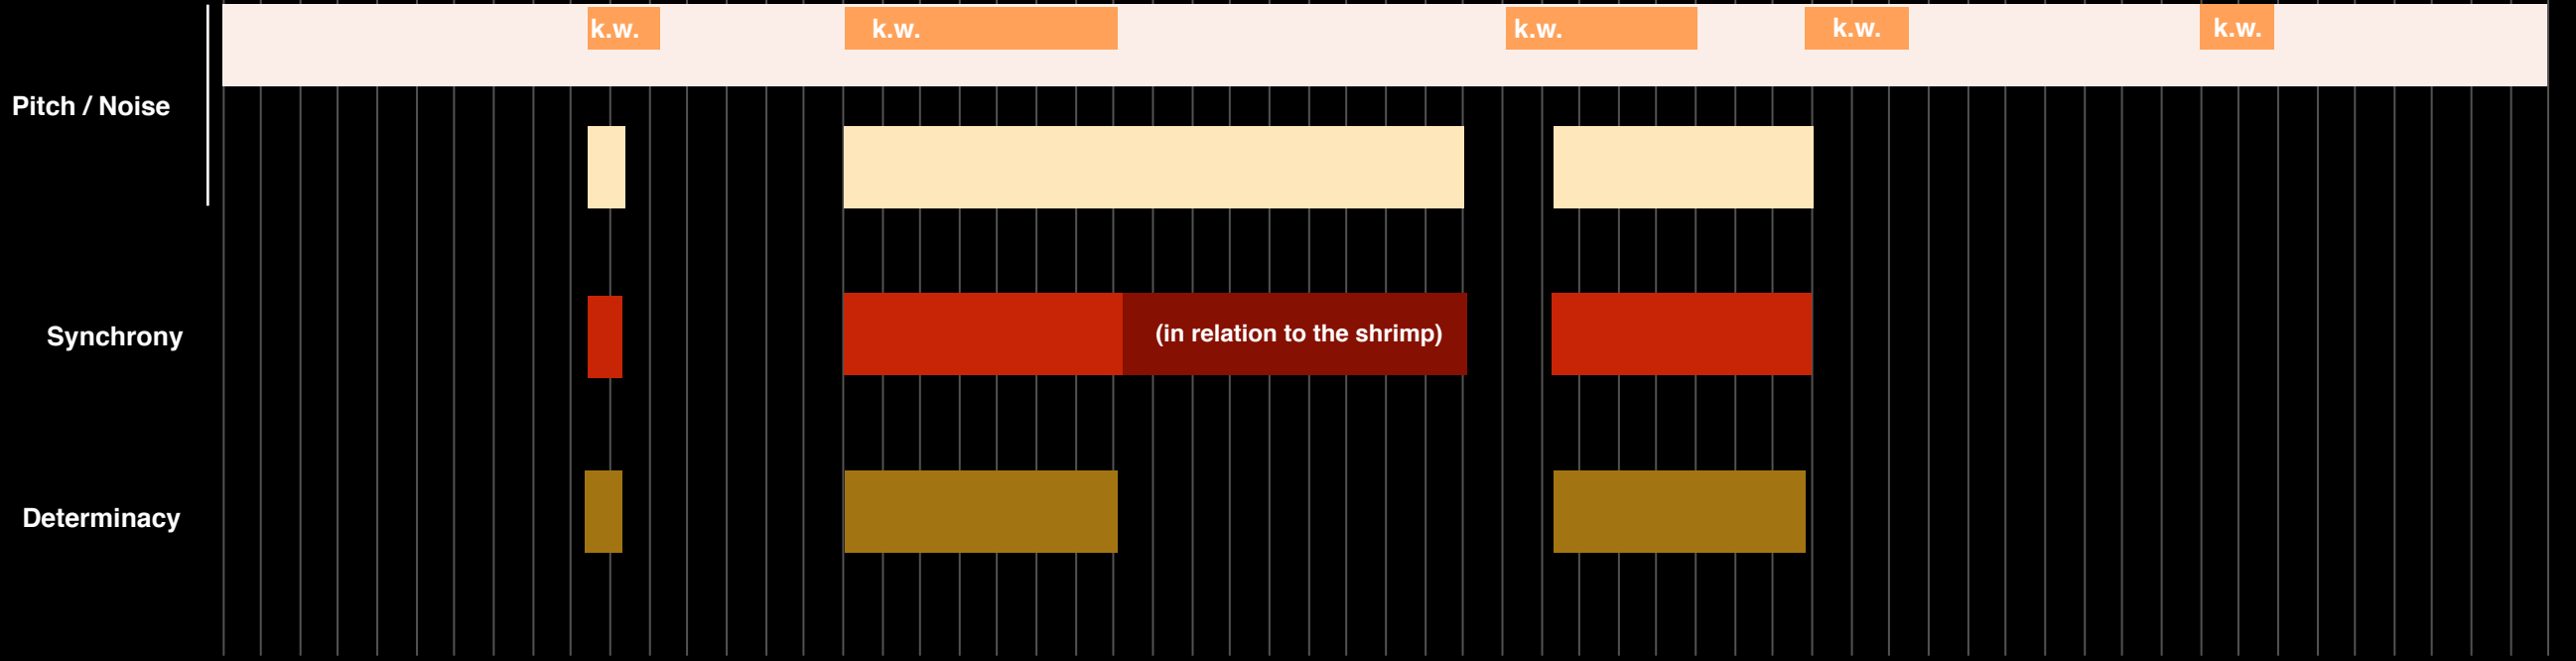 k.w.
k.w.
k.w.
k.w.
k.w.
Pitch / Noise
Synchrony
(in relation to the shrimp)
Determinacy